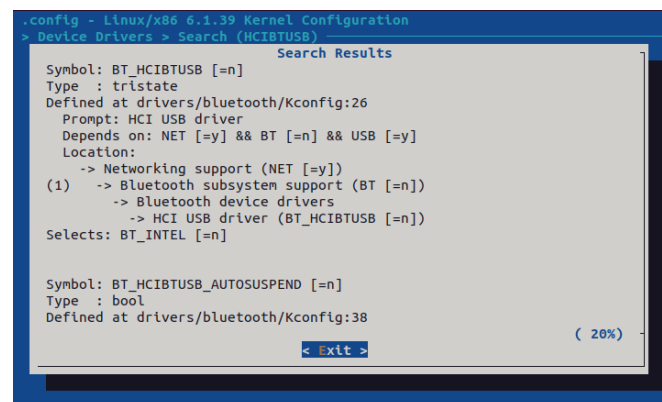 .config - Linux/x86 6.1.39 Kernel Configuration
> Device Drivers > Search (HCIBTUSB)
Search Results
Symbol: BT_HCIBTUSB [=n]
Type  : tristate
Defined at drivers/bluetooth/Kconfig:26
Prompt: HCI USB driver
Depends on: NET [=y] && BT [=n] && USB [=y]
Location:
-> Networking support (NET [=y])
(1)   -> Bluetooth subsystem support (BT [=n])
-> Bluetooth device drivers
-> HCI USB driver (BT_HCIBTUSB [=n])
Selects: BT_INTEL [=n]
Symbol: BT_HCIBTUSB_AUTOSUSPEND [=n]
Type  : bool
Defined at drivers/bluetooth/Kconfig:38
( 20%)
< Exit >